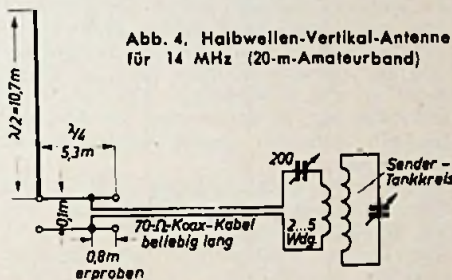 Abb. 4. Halbwellen-Vertikal-Antenne
für 14 MHz (20-m-Amateurband)
λ/2=10,7m
λ/4
5,3m
0,1m
70-Ω-Koax-Kabel
beliebig lang
0,8m
erproben
200
2...5
Wdg.
Sender-
Tankkreis